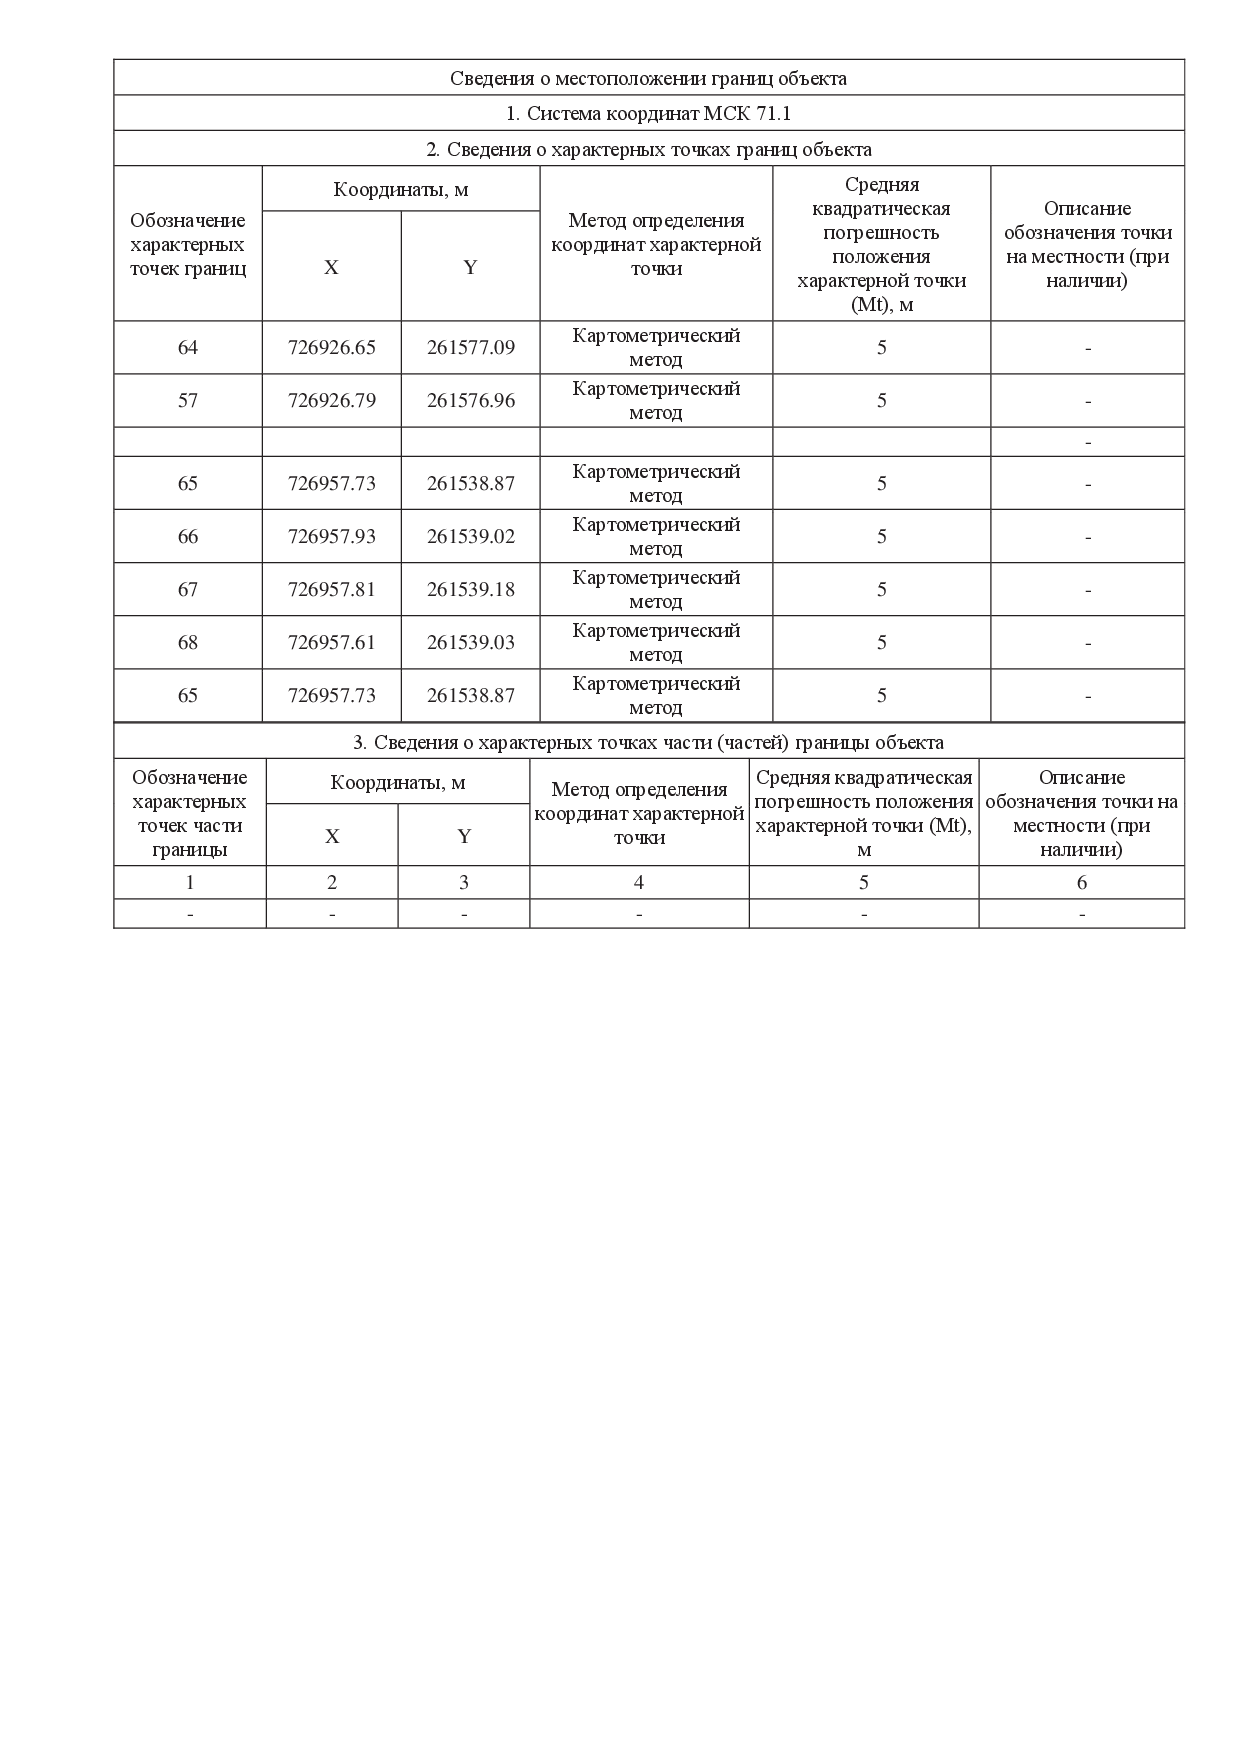 Сведения о местоположении границ объекта
1. Система координат МСК 71.1
2. Сведения о характерных точках границ объекта
Обозначение
характерных
точек границ
Координаты, м
X Y
Метод определения
координат характерной
точки
Средняя
квадратическая
погрешность
положения
характерной точки
(Mt), м
Описание
обозначения точки
на местности (при
наличии)
64 726926.65 261577.09 Картометрический
метод 5 -
57 726926.79 261576.96 Картометрический
метод 5 -
-
65 726957.73 261538.87 Картометрический
метод 5 -
66 726957.93 261539.02 Картометрический
метод 5 -
67 726957.81 261539.18 Картометрический
метод 5 -
68 726957.61 261539.03 Картометрический
метод 5 -
65 726957.73 261538.87 Картометрический
метод 5 -
3. Сведения о характерных точках части (частей) границы объекта
Обозначение
характерных
точек части
границы
Координаты, м
X Y
Метод определения
координат характерной
точки
Средняя квадратическая
погрешность положения
характерной точки (Mt),
м
Описание
обозначения точки на
местности (при
наличии)
1 2 3 4 5 6
- - - - - -